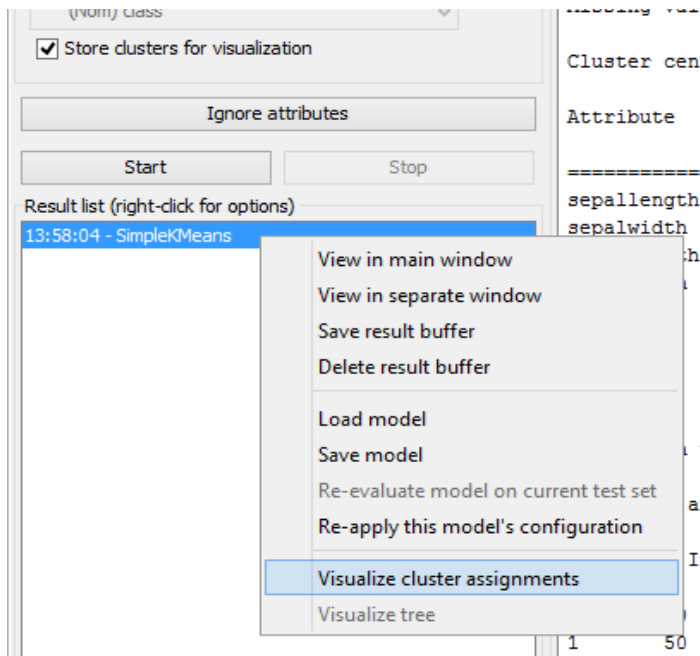 (Nom) class
Store clusters for visualization
Ignore attributes
Start
Stop
Result list (right-click for options)
13:58:04 - SimpleKMeans
View in main window
View in separate window
Save result buffer
Delete result buffer
Load model
Save model
Re-evaluate model on current test set
Re-apply this model's configuration
Visualize cluster assignments
Visualize tree
Cluster cen
Attribute
===========
sepallength
sepalwidth
1 50